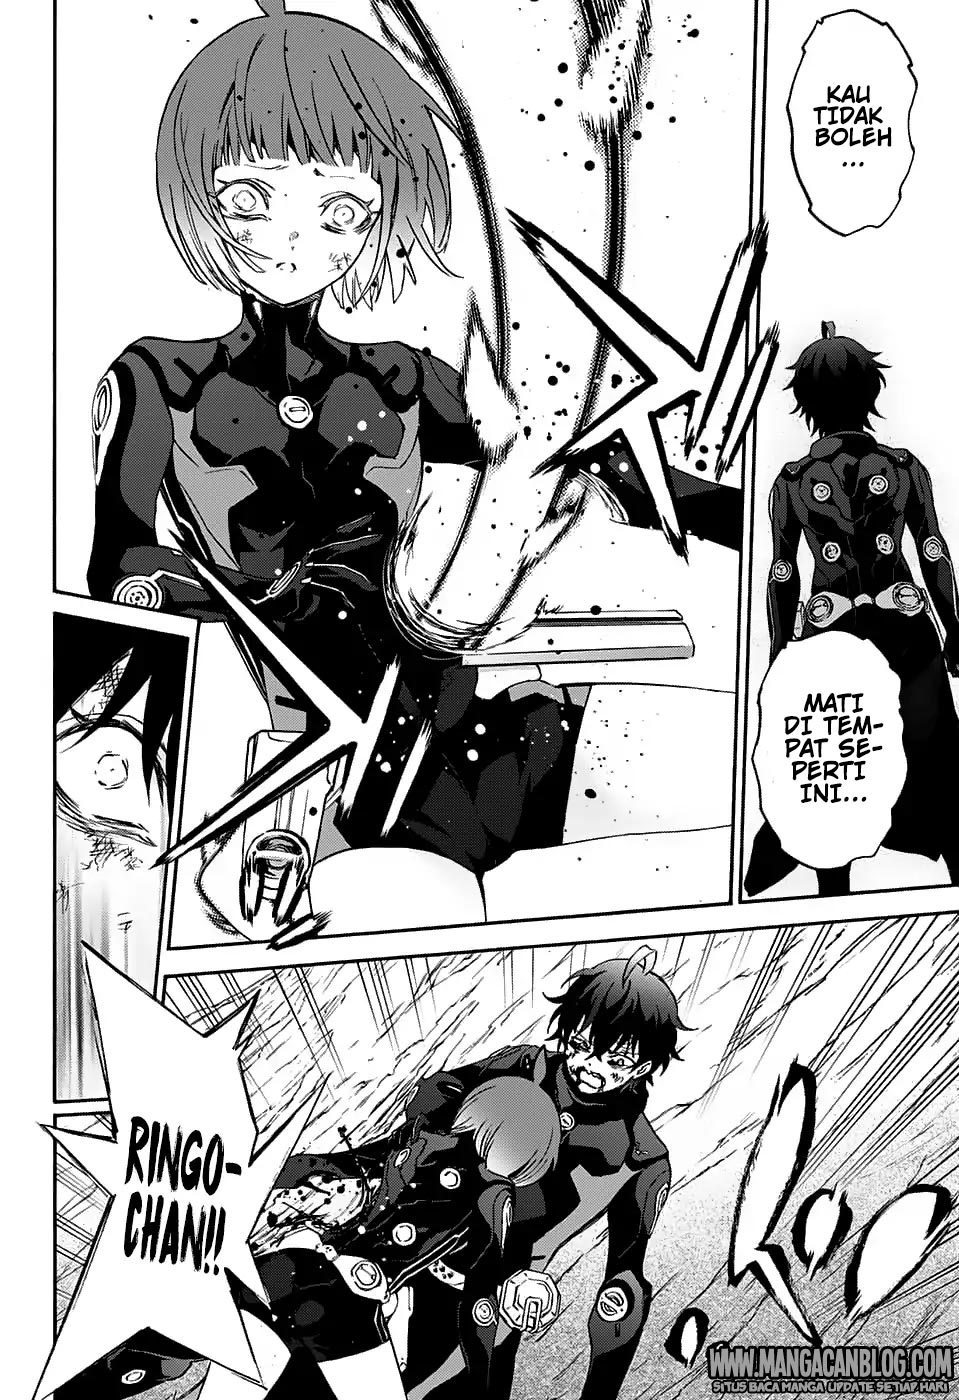 KAU
TIDAK
BOLEH
...
MATI
DI TEM-
PAT SE-
PERTI
INI...
RINGO-
CHAN!!
WWW.MANGACANBLOG.COM
SITUS BACA MANGA UPDATE SETIAP HARI